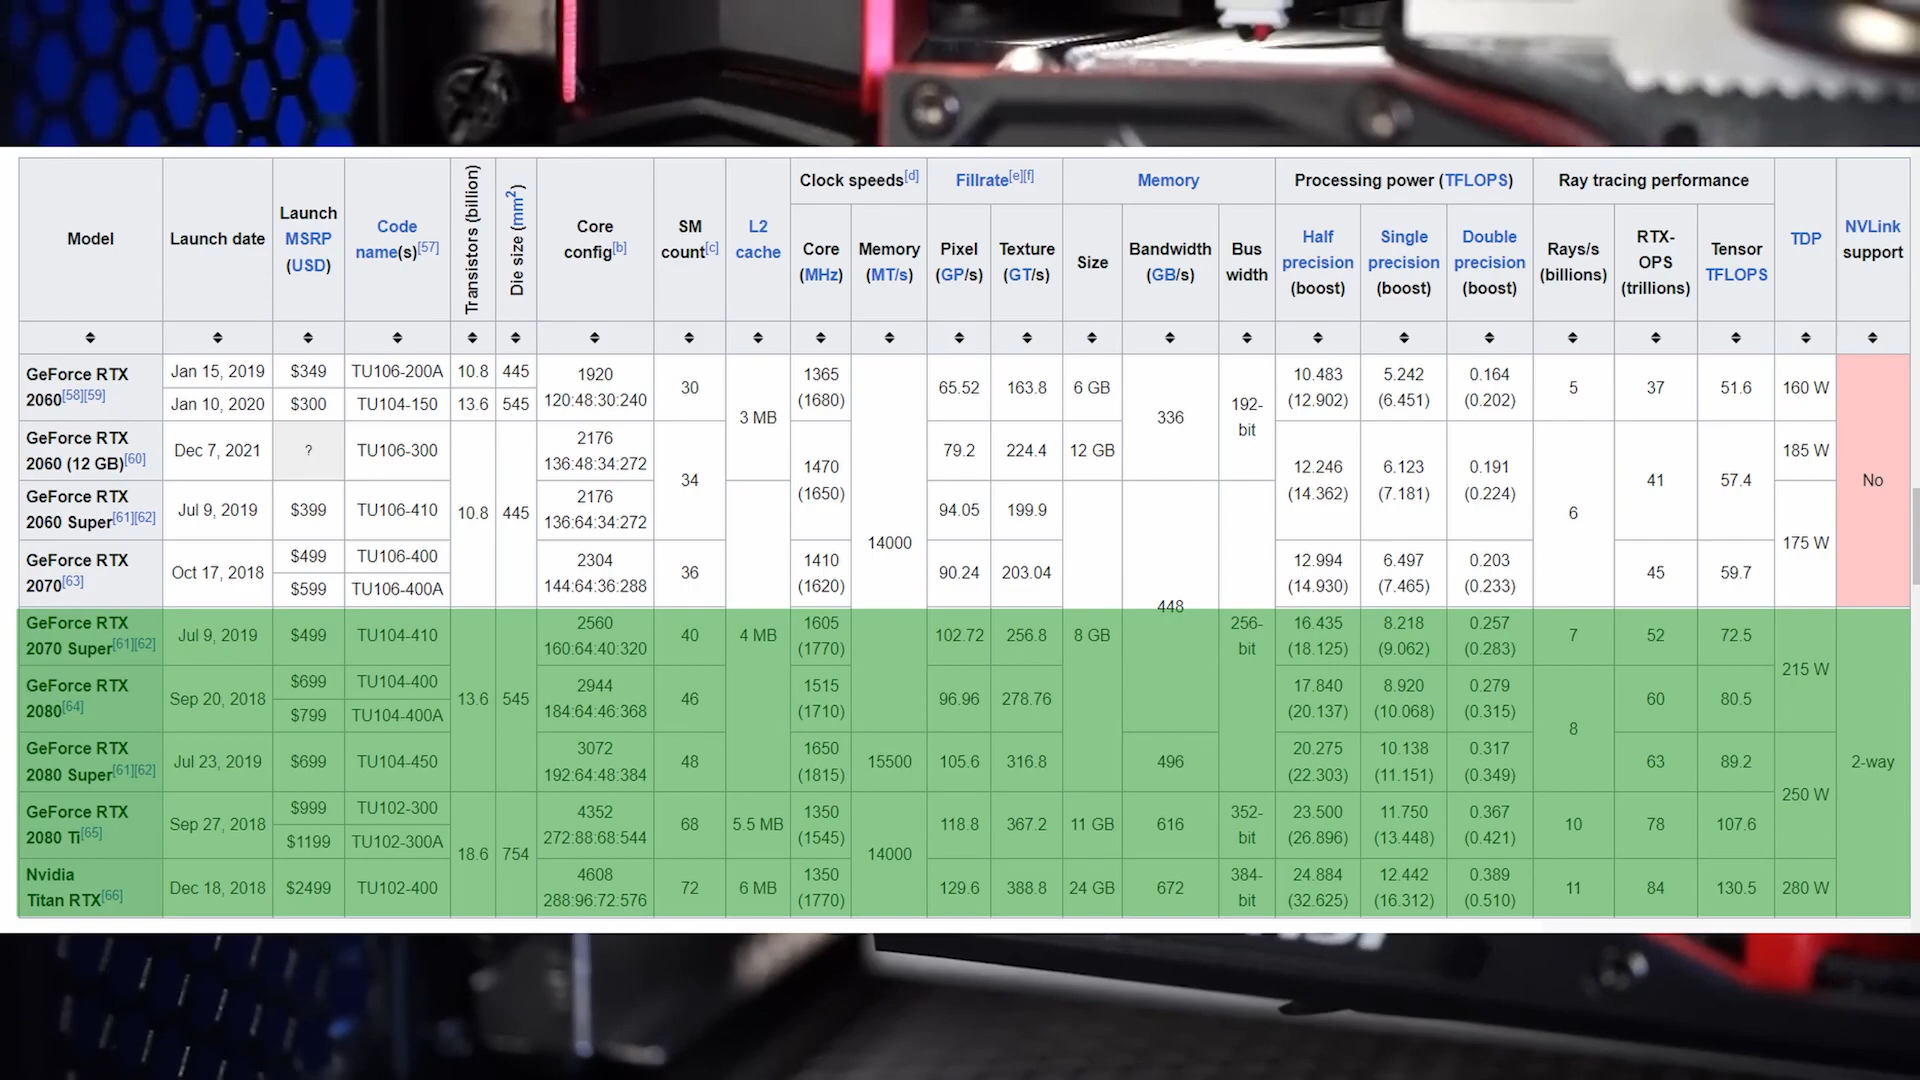 Model
Launch date
Launch
MSRP
(USD)
Code
name(s)[57]
Transistors (billion)
Die size (mm2)
Core
config[b]
SM
count[c]
L2
cache
Clock speeds[d]
Core
(MHz)
Memory
(MT/s)
Fillrate[e][f]
Pixel
(GP/s)
Texture
(GT/s)
Memory
Size
Bandwidth
(GB/s)
Bus
width
Processing power (TFLOPS)
Half
precision
(boost)
Single
precision
(boost)
Double
precision
(boost)
Ray tracing performance
Rays/s
(billions)
RTX-
OPS
(trillions)
Tensor
TFLOPS
TDP
NVLink
support
GeForce RTX
2060[58][59]
Jan 15, 2019
$349
TU106-200A
10.8
445
Jan 10, 2020
$300
TU104-150
13.6
545
1920
120:48:30:240
30
3 MB
1365
(1680)
14000
65.52
163.8
6 GB
336
192-
bit
10.483
(12.902)
5.242
(6.451)
0.164
(0.202)
5
37
51.6
160 W
No
GeForce RTX
2060 (12 GB)[60]
Dec 7, 2021
?
TU106-300
10.8
445
2176
136:48:34:272
34
1470
(1650)
79.2
224.4
12 GB
12.246
(14.362)
6.123
(7.181)
0.191
(0.224)
6
41
57.4
185 W
GeForce RTX
2060 Super[61][62]
Jul 9, 2019
$399
TU106-410
2176
136:64:34:272
94.05
199.9
175 W
GeForce RTX
2070[63]
Oct 17, 2018
$499
TU106-400
$599
TU106-400A
2304
144:64:36:288
36
1410
(1620)
90.24
203.04
448
12.994
(14.930)
6.497
(7.465)
0.203
(0.233)
45
59.7
GeForce RTX
2070 Super[61][62]
Jul 9, 2019
$499
TU104-410
13.6
545
2560
160:64:40:320
40
4 MB
1605
(1770)
102.72
256.8
8 GB
256-
bit
16.435
(18.125)
8.218
(9.062)
0.257
(0.283)
7
52
72.5
215 W
2-way
GeForce RTX
2080[64]
Sep 20, 2018
$699
TU104-400
$799
TU104-400A
2944
184:64:46:368
46
1515
(1710)
96.96
278.76
17.840
(20.137)
8.920
(10.068)
0.279
(0.315)
8
60
80.5
GeForce RTX
2080 Super[61][62]
Jul 23, 2019
$699
TU104-450
3072
192:64:48:384
48
1650
(1815)
15500
105.6
316.8
496
20.275
(22.303)
10.138
(11.151)
0.317
(0.349)
63
89.2
250 W
GeForce RTX
2080 Ti[65]
Sep 27, 2018
$999
TU102-300
$1199
TU102-300A
18.6
754
4352
272:88:68:544
68
5.5 MB
1350
(1545)
14000
118.8
367.2
11 GB
616
352-
bit
23.500
(26.896)
11.750
(13.448)
0.367
(0.421)
10
78
107.6
Nvidia
Titan RTX[66]
Dec 18, 2018
$2499
TU102-400
4608
288:96:72:576
72
6 MB
1350
(1770)
129.6
388.8
24 GB
672
384-
bit
24.884
(32.625)
12.442
(16.312)
0.389
(0.510)
11
84
130.5
280 W